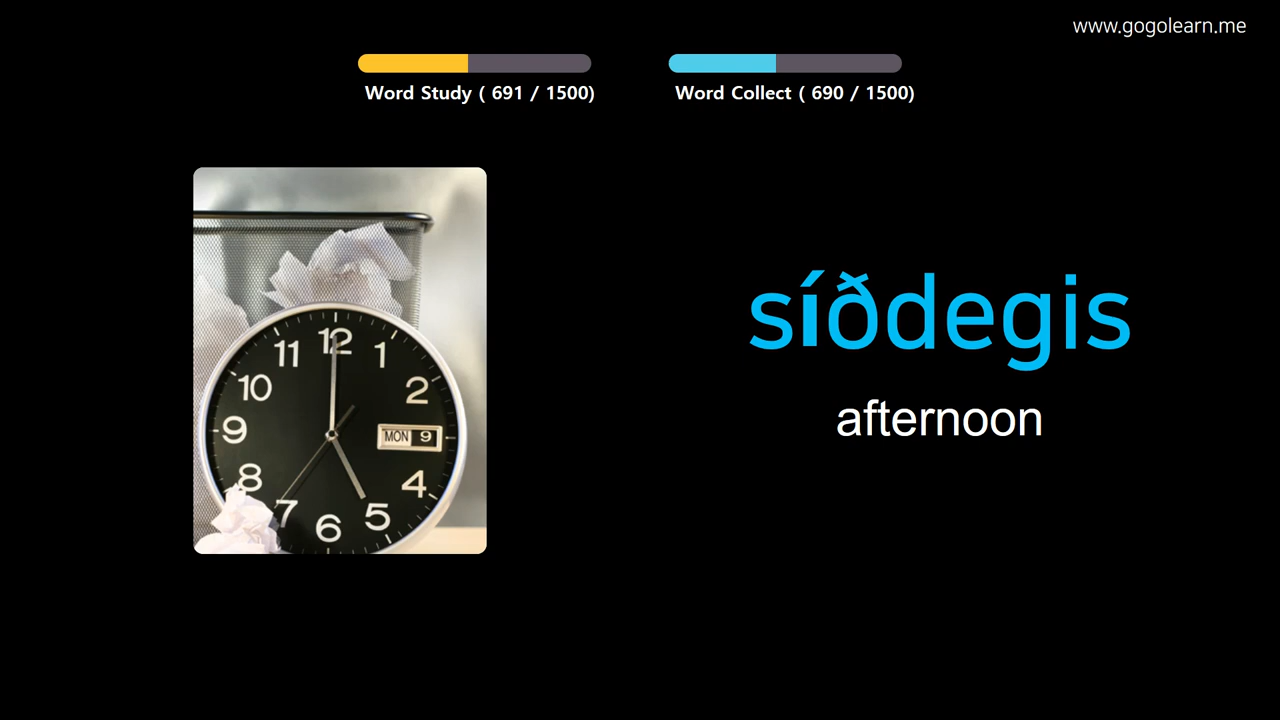 www.gogolearn.me
Word Study ( 691 / 1500)
Word Collect ( 690 / 1500)
síðdegis
afternoon
12
11
1
10
2
9
MON 9
8
4
7
5
6